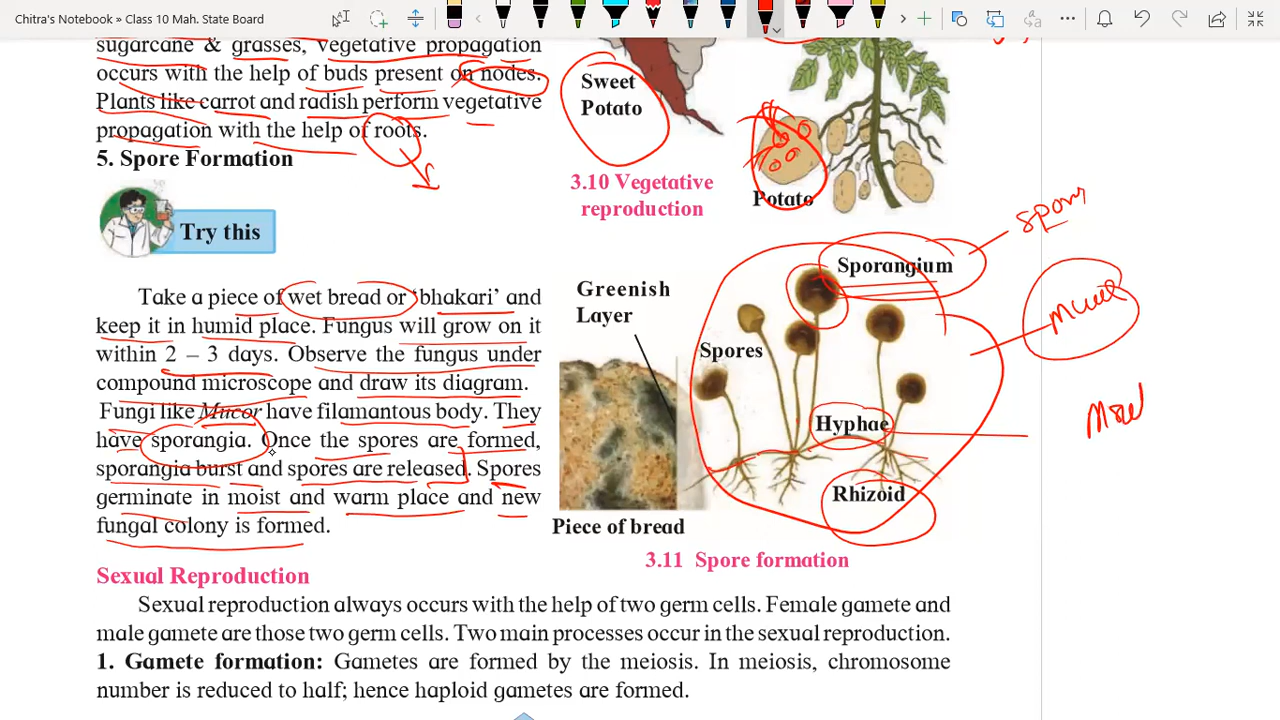 Chitra's Notebook » Class 10 Mah. State Board
sugarcane & grasses, vegetative propagation
occurs with the help of buds present on nodes.
Plants like carrot and radish perform vegetative
propagation with the help of roots.
5. Spore Formation
Try this
Take a piece of wet bread or 'bhakari' and
keep it in humid place. Fungus will grow on it
within 2 – 3 days. Observe the fungus under
compound microscope and draw its diagram.
Fungi like Mucor have filamantous body. They
have sporangia. Once the spores are formed,
sporangia burst and spores are released. Spores
germinate in moist and warm place and new
fungal colony is formed.
Sweet
Potato
Potato
3.10 Vegetative
reproduction
Greenish
Layer
Sporangium
Spores
Hyphae
Rhizoid
Piece of bread
3.11 Spore formation
Sexual Reproduction
Sexual reproduction always occurs with the help of two germ cells. Female gamete and
male gamete are those two germ cells. Two main processes occur in the sexual reproduction.
1. Gamete formation: Gametes are formed by the meiosis. In meiosis, chromosome
number is reduced to half; hence haploid gametes are formed.